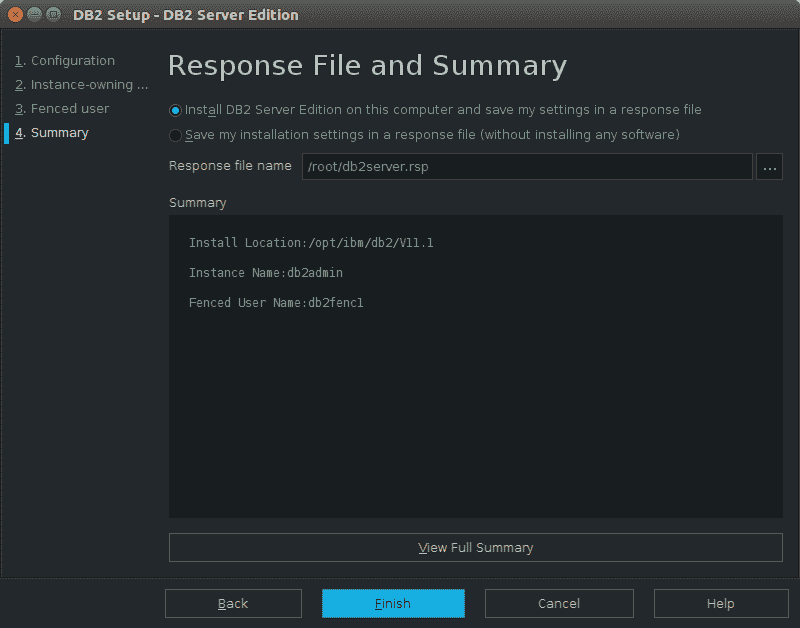 DB2 Setup - DB2 Server Edition
1. Configuration
2. Instance-owning ...
3. Fenced user
4. Summary
Response File and Summary
Install DB2 Server Edition on this computer and save my settings in a response file
Save my installation settings in a response file (without installing any software)
Response file name /root/db2server.rsp ...
Summary
Install Location:/opt/ibm/db2/V11.1
Instance Name:db2admin
Fenced User Name:db2fenc1
View Full Summary
Back Finish Cancel Help